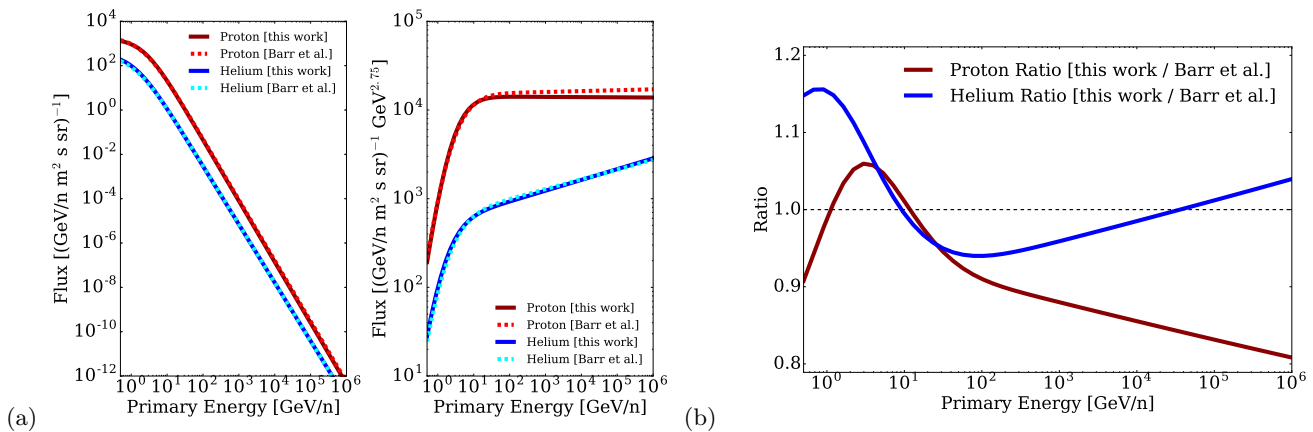 10^4
10^2
10^0
10^-2
10^-4
10^-6
10^-8
10^-10
10^-12
Flux [(GeV/n m^2 s sr)^-1]
Proton [this work]
Proton [Barr et al.]
Helium [this work]
Helium [Barr et al.]
10^0 10^1 10^2 10^3 10^4 10^5 10^6
Primary Energy [GeV/n]
(a)
10^5
10^4
10^3
10^2
10^1
Flux [(GeV/n m^2 s sr)^-1 GeV^2.75]
Proton [this work]
Proton [Barr et al.]
Helium [this work]
Helium [Barr et al.]
10^0 10^1 10^2 10^3 10^4 10^5 10^6
Primary Energy [GeV/n]
(b)
1.2
1.1
1.0
0.9
0.8
Ratio
Proton Ratio [this work / Barr et al.]
Helium Ratio [this work / Barr et al.]
10^0 10^1 10^2 10^3 10^4 10^5 10^6
Primary Energy [GeV/n]